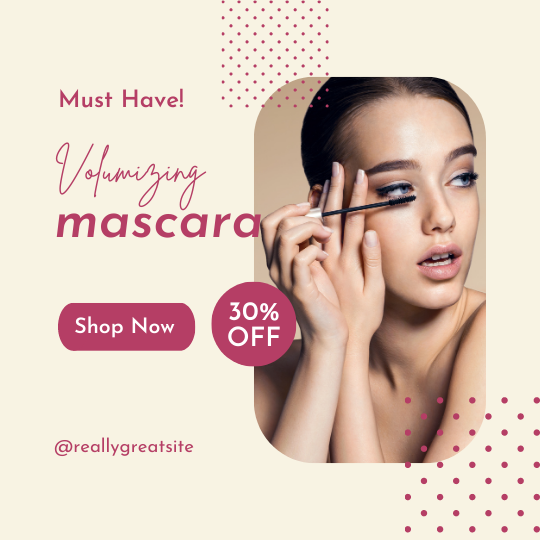 Must Have!
Volumizing
mascara
Shop Now
30%
OFF
@reallygreatsite